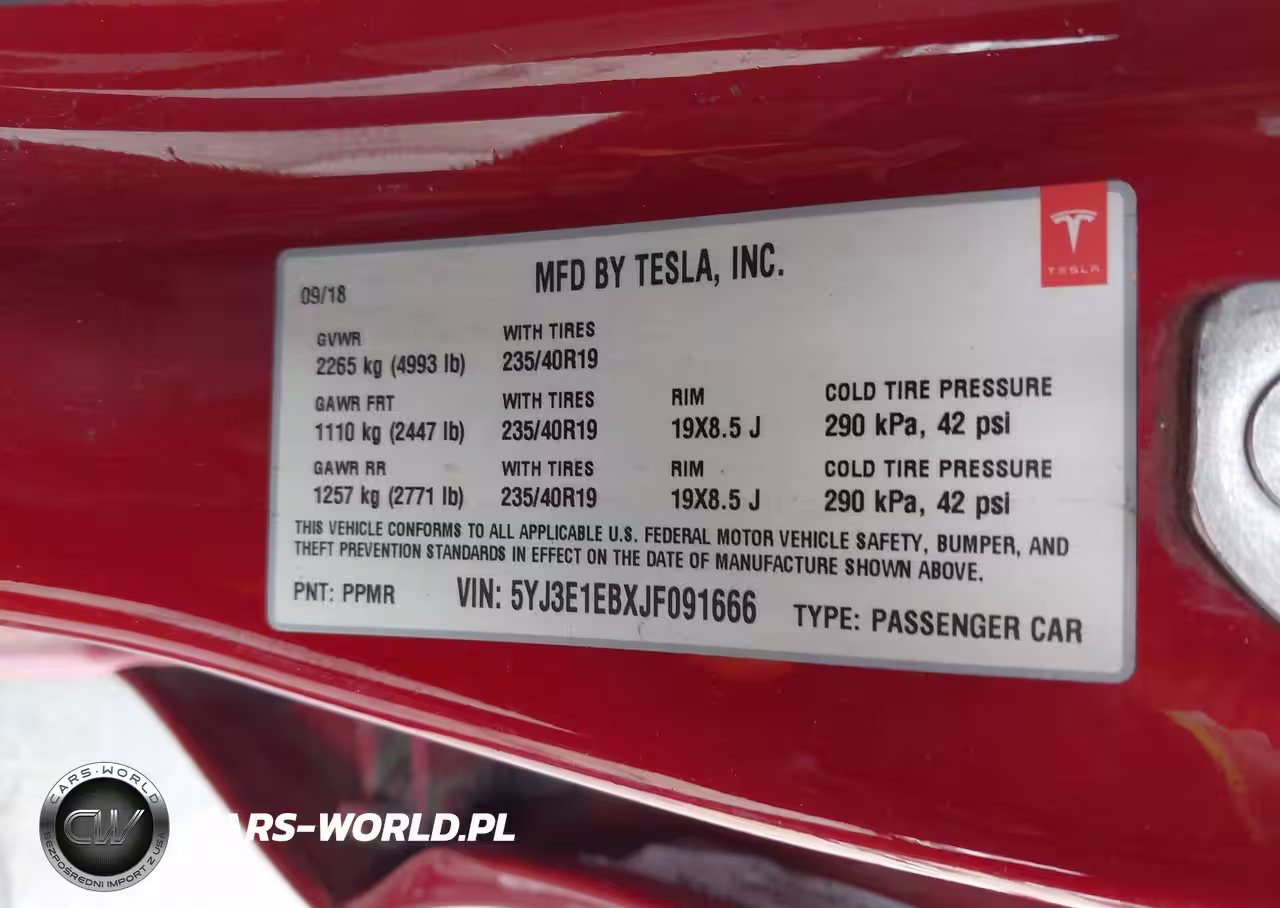 MFD BY TESLA, INC.
TESLA
09/18
GVWR WITH TIRES
2265 kg (4993 lb) 235/40R19
GAWR FRT WITH TIRES RIM COLD TIRE PRESSURE
1110 kg (2447 lb) 235/40R19 19X8.5 J 290 kPa, 42 psi
GAWR RR WITH TIRES RIM COLD TIRE PRESSURE
1257 kg (2771 lb) 235/40R19 19X8.5 J 290 kPa, 42 psi
THIS VEHICLE CONFORMS TO ALL APPLICABLE U.S. FEDERAL MOTOR VEHICLE SAFETY, BUMPER, AND
THEFT PREVENTION STANDARDS IN EFFECT ON THE DATE OF MANUFACTURE SHOWN ABOVE.
PNT: PPMR VIN: 5YJ3E1EBXJF091666 TYPE: PASSENGER CAR
CARS-WORLD
CW
BEZPOŚREDNI IMPORT Z USA
CARS-WORLD.PL